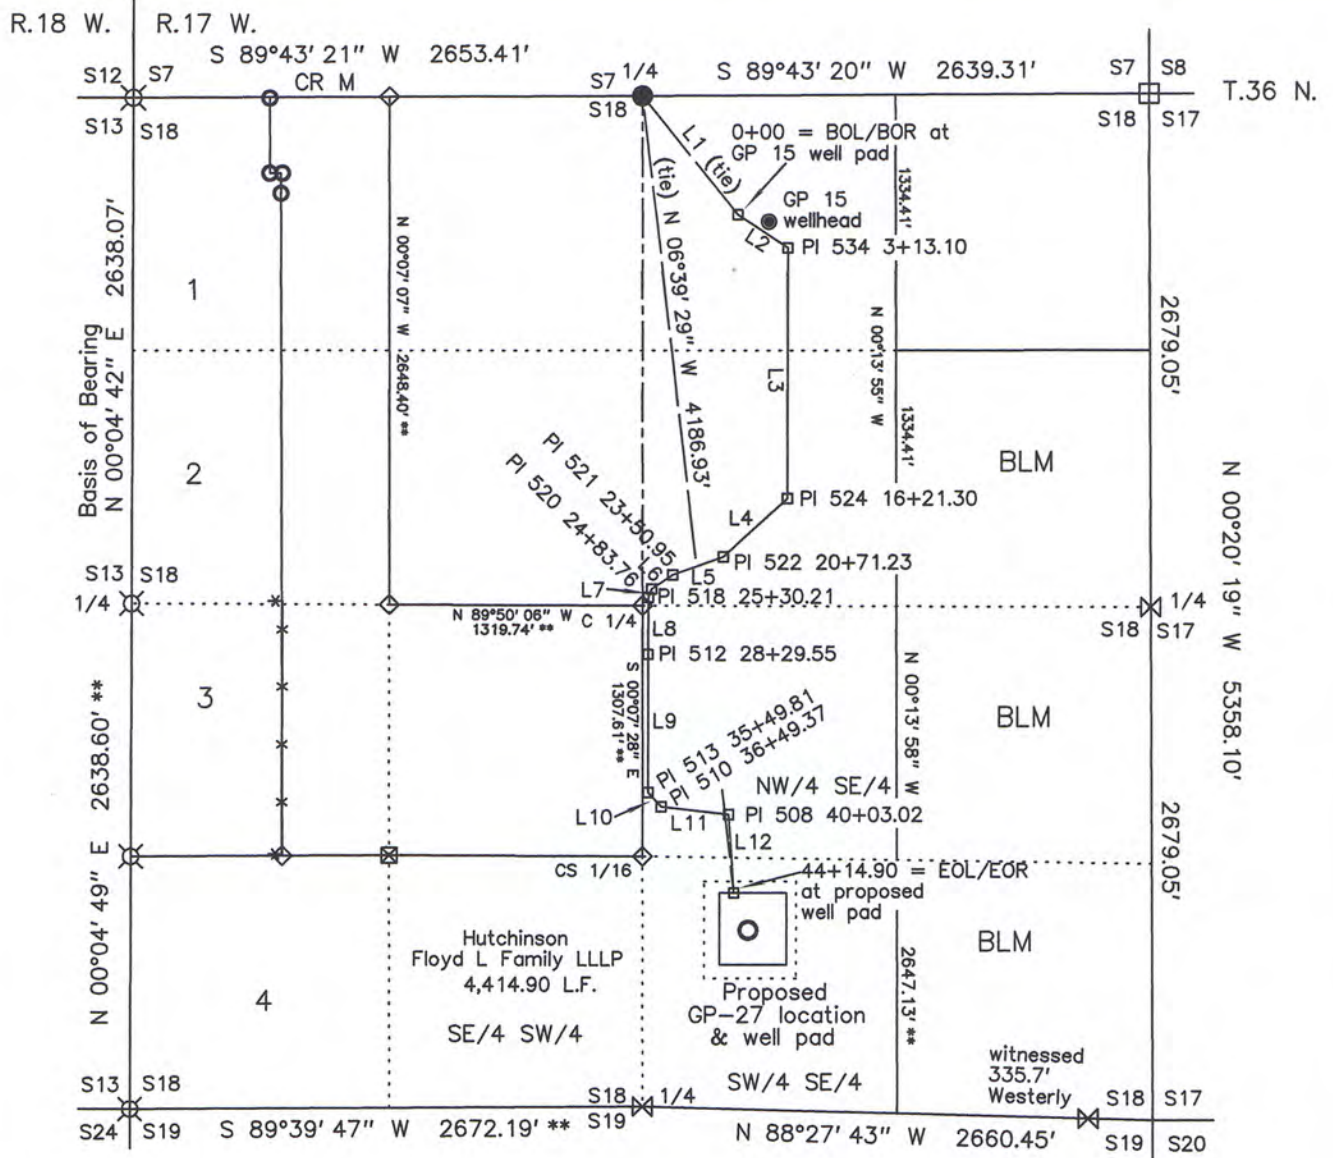 R.18 W. R.17 W.
S 89°43' 21" W 2653.41'
S12 S7
CR M
S7 1/4
S 89°43' 20" W 2639.31'
S7 S8
T.36 N.
S13 S18
S18
S18 S17
L1 (tie)
0+00 = BOL/BOR at
GP 15 well pad
GP 15
wellhead
L2
PI 534 3+13.10
(tie) N 06°39' 29" W 4186.93'
1334.41'
N 00°13' 55" W
1334.41'
N 00°07' 07" W 2648.40' **
Basis of Bearing
N 00°04' 42" E 2638.07'
1
2
L3
2679.05'
BLM
N 00°20' 19" W 5358.10'
PI 521 23+50.95
PI 520 24+83.76
PI 524 16+21.30
L4
PI 522 20+71.23
L6
L5
L7
PI 518 25+30.21
S13 S18
1/4
N 89°50' 06" W
1319.74' **
C 1/4
1/4
S18 S17
L8
PI 512 28+29.55
3
S 00°07' 28" E
1307.61' **
L9
N 00°13' 58" W
BLM
PI 513 35+49.81
PI 510 36+49.37
NW/4 SE/4
L10
L11
PI 508 40+03.02
L12
2679.05'
N 00°04' 49" E 2638.60' **
CS 1/16
44+14.90 = EOL/EOR
at proposed
well pad
Hutchinson
Floyd L Family LLLP
4,414.90 L.F.
BLM
4
SE/4 SW/4
Proposed
GP-27 location
& well pad
2647.13' **
SW/4 SE/4
witnessed
335.7'
Westerly
S13 S18
S18 1/4
S18 S17
S24 S19
S 89°39' 47" W 2672.19' **
S19
N 88°27' 43" W 2660.45'
S19 S20